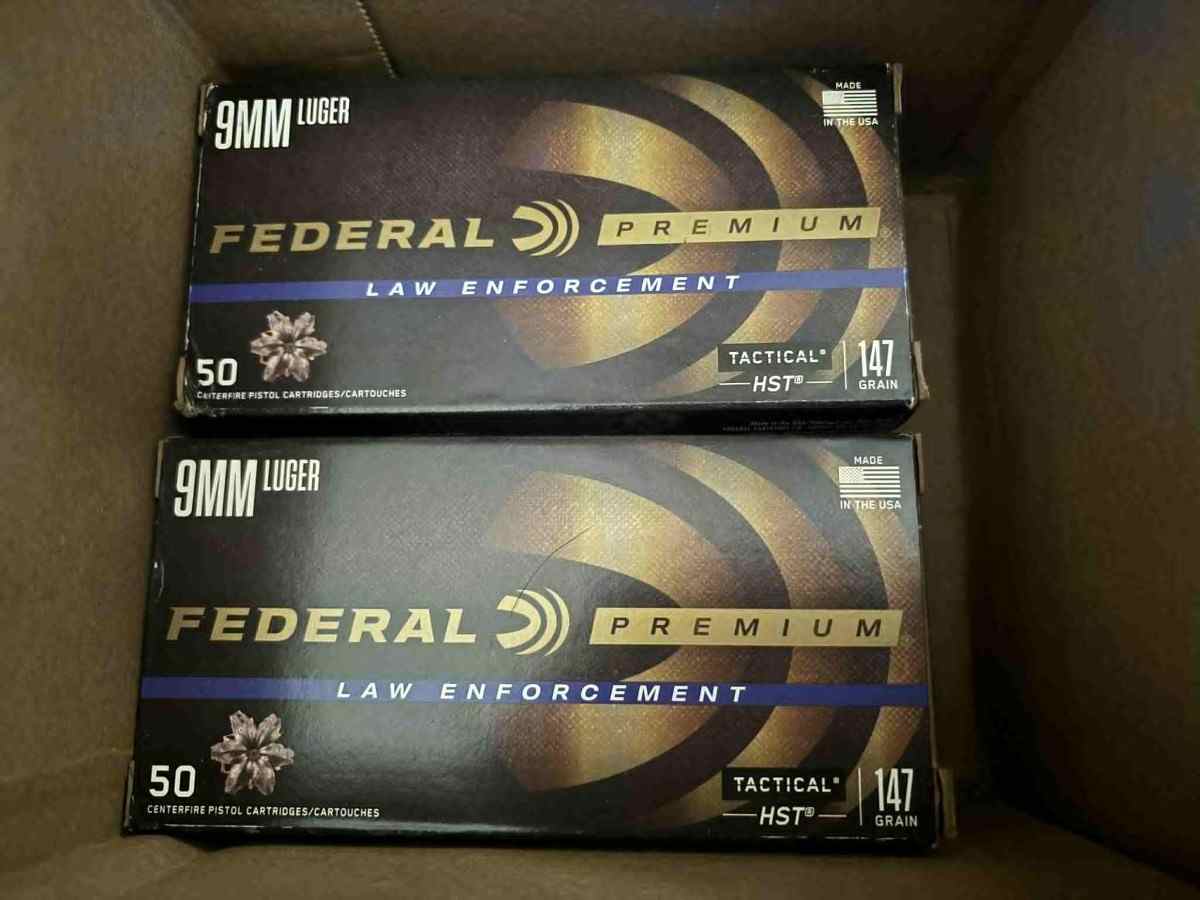 9MM LUGER
MADE
IN THE USA
FEDERAL PREMIUM
LAW ENFORCEMENT
50
CENTERFIRE PISTOL CARTRIDGES/CARTOUCHES
TACTICAL®
HST®
147
GRAIN
9MM LUGER
MADE
IN THE USA
FEDERAL PREMIUM
LAW ENFORCEMENT
50
CENTERFIRE PISTOL CARTRIDGES/CARTOUCHES
TACTICAL®
HST®
147
GRAIN